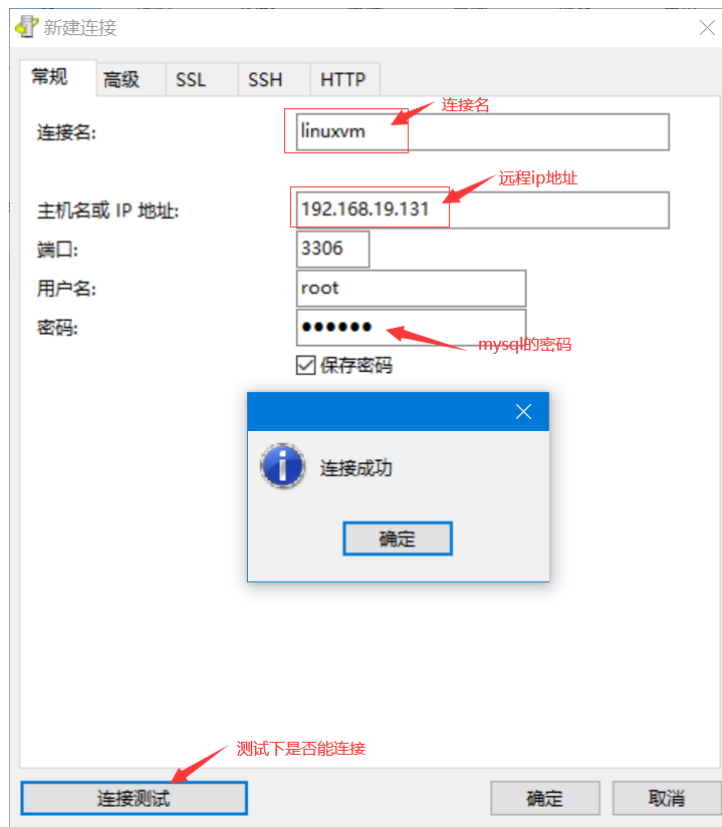 新建连接
常规 高级 SSL SSH HTTP
连接名
连接名: linuxvm
远程ip地址
主机名或 IP 地址: 192.168.19.131
端口: 3306
用户名: root
密码: ●●●●●●
mysql的密码
保存密码
连接成功
确定
测试下是否能连接
连接测试 确定 取消